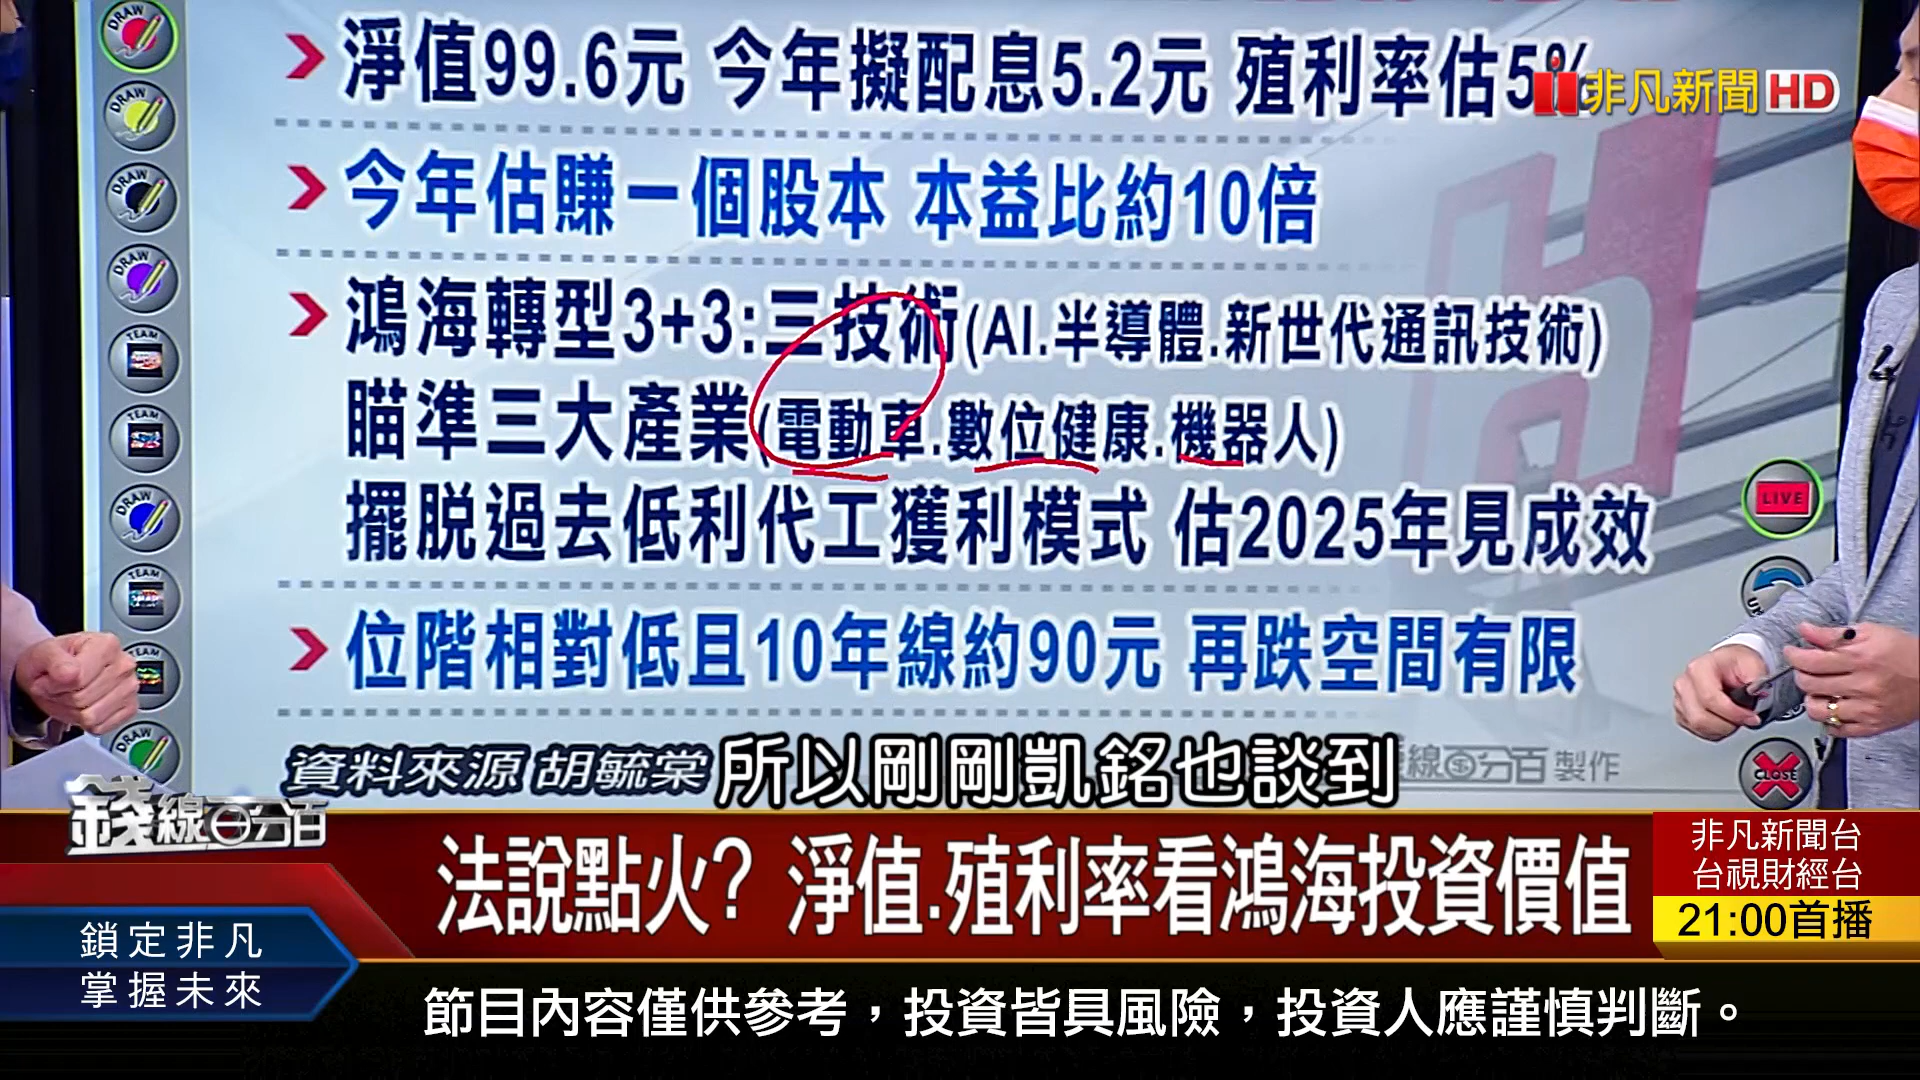 淨值99.6元 今年擬配息5.2元 殖利率估5%
非凡新聞HD
今年估賺一個股本 本益比約10倍
鴻海轉型3+3:三技術(AI.半導體.新世代通訊技術)
瞄準三大產業(電動車.數位健康.機器人)
擺脫過去低利代工獲利模式 估2025年見成效
位階相對低且10年線約90元 再跌空間有限
資料來源 胡毓棠
所以剛剛凱銘也談到
錢線百分百 製作
DRAW
DRAW
DRAW
DRAW
TEAM
TEAM
DRAW
TEAM
TEAM
DRAW
LIVE
CLOSE
錢線百分百
法說點火? 淨值.殖利率看鴻海投資價值
非凡新聞台
台視財經台
21:00首播
鎖定非凡
掌握未來
節目內容僅供參考,投資皆具風險,投資人應謹慎判斷。